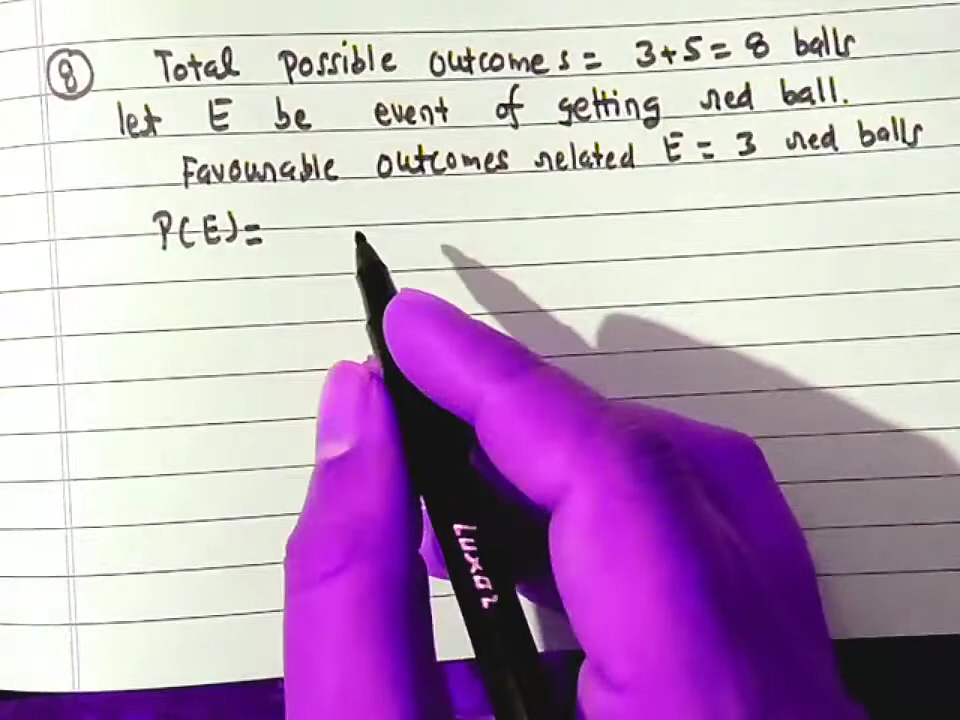 8 Total possible outcomes = 3+5 = 8 balls
let E be event of getting red ball.
Favourable outcomes related E = 3 red balls
P(E) =
Luxor